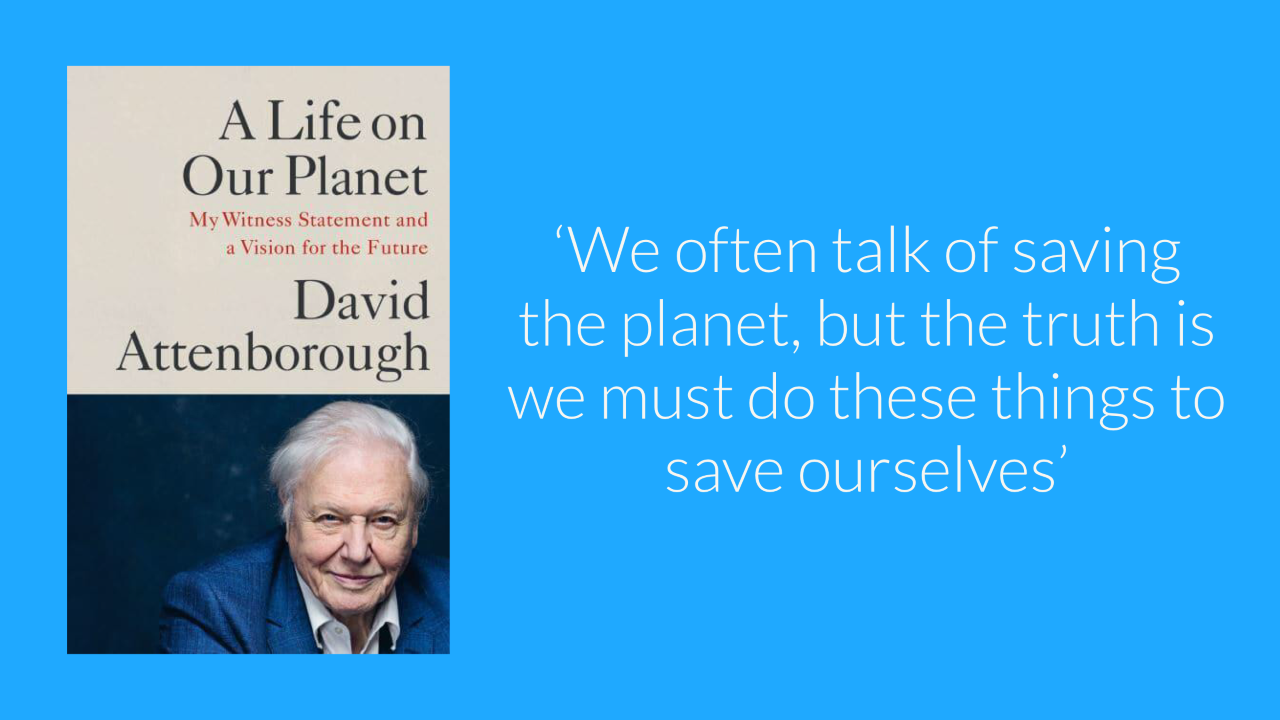 A Life on
Our Planet
My Witness Statement and
a Vision for the Future
David
Attenborough
‘We often talk of saving
the planet, but the truth is
we must do these things to
save ourselves’